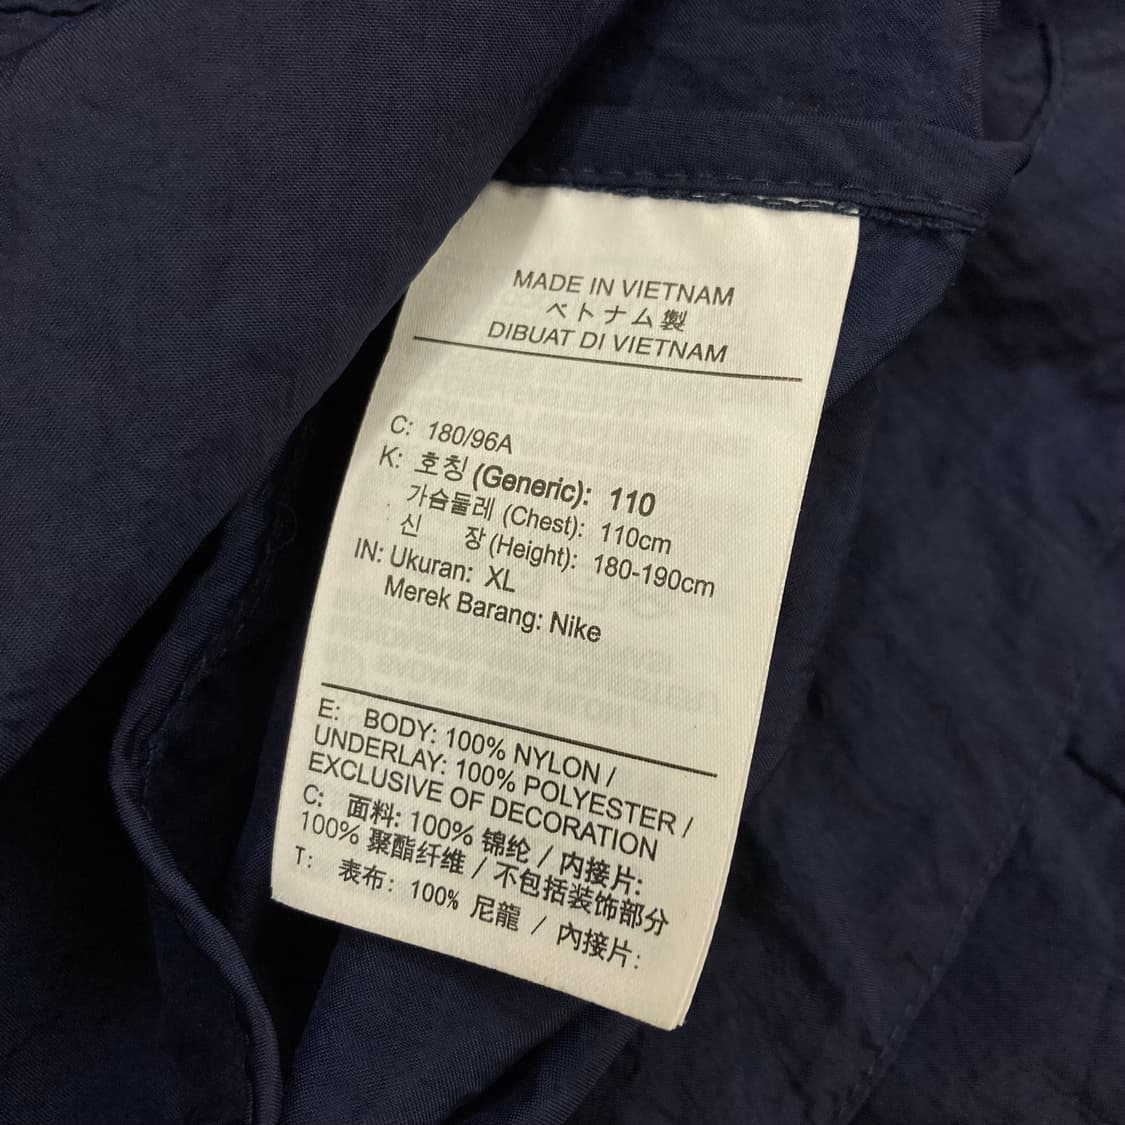 MADE IN VIETNAM
ベトナム製
DIBUAT DI VIETNAM
C: 180/96A
K: 호칭 (Generic): 110
가슴둘레 (Chest): 110cm
신 장 (Height): 180-190cm
IN: Ukuran: XL
Merek Barang: Nike
E: BODY: 100% NYLON /
UNDERLAY: 100% POLYESTER /
EXCLUSIVE OF DECORATION
C: 面料: 100% 锦纶 / 内接片:
100% 聚酯纤维 / 不包括装饰部分
T: 表布: 100% 尼龍 / 內接片: